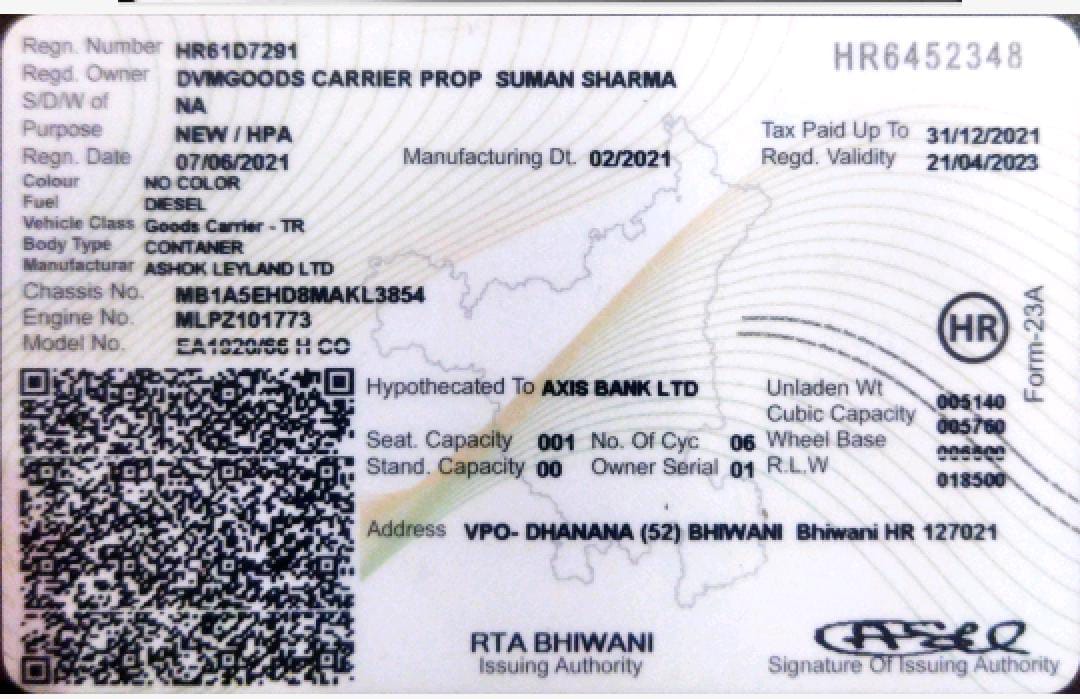 Regn. Number HR61D7291
HR6452348
Regd. Owner DVMGOODS CARRIER PROP SUMAN SHARMA
S/D/W of NA
Purpose NEW / HPA
Tax Paid Up To 31/12/2021
Regn. Date 07/06/2021
Manufacturing Dt. 02/2021
Regd. Validity 21/04/2023
Colour NO COLOR
Fuel DIESEL
Vehicle Class Goods Carrier - TR
Body Type CONTANER
Manufacturar ASHOK LEYLAND LTD
Chassis No. MB1A5EHD8MAKL3854
Engine No. MLPZ101773
Model No. EA1920/66 H CO
HR
Form-23A
Hypothecated To AXIS BANK LTD
Unladen Wt 005140
Cubic Capacity 005760
Seat. Capacity 001 No. Of Cyc 06 Wheel Base
Stand. Capacity 00 Owner Serial 01 R.L.W 018500
Address VPO- DHANANA (52) BHIWANI Bhiwani HR 127021
RTA BHIWANI
Issuing Authority
Signature Of Issuing Authority